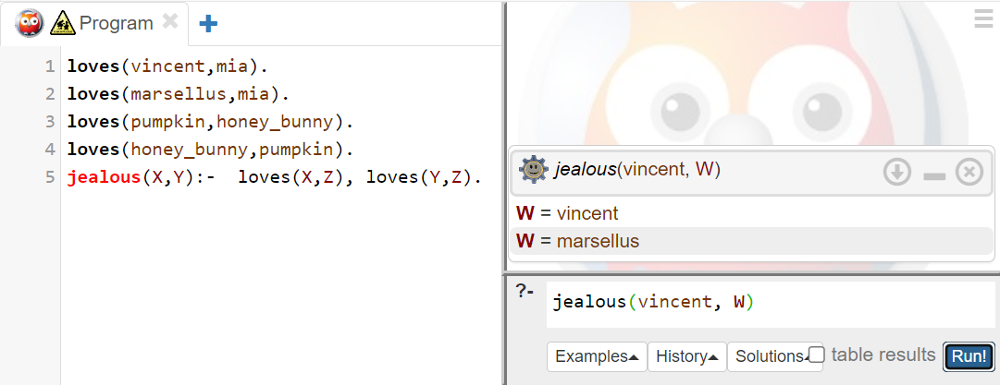 Program
1 loves(vincent,mia).
2 loves(marsellus,mia).
3 loves(pumpkin,honey_bunny).
4 loves(honey_bunny,pumpkin).
5 jealous(X,Y):-  loves(X,Z), loves(Y,Z).
jealous(vincent, W)
W = vincent
W = marsellus
?- jealous(vincent, W)
Examples History Solutions table results Run!